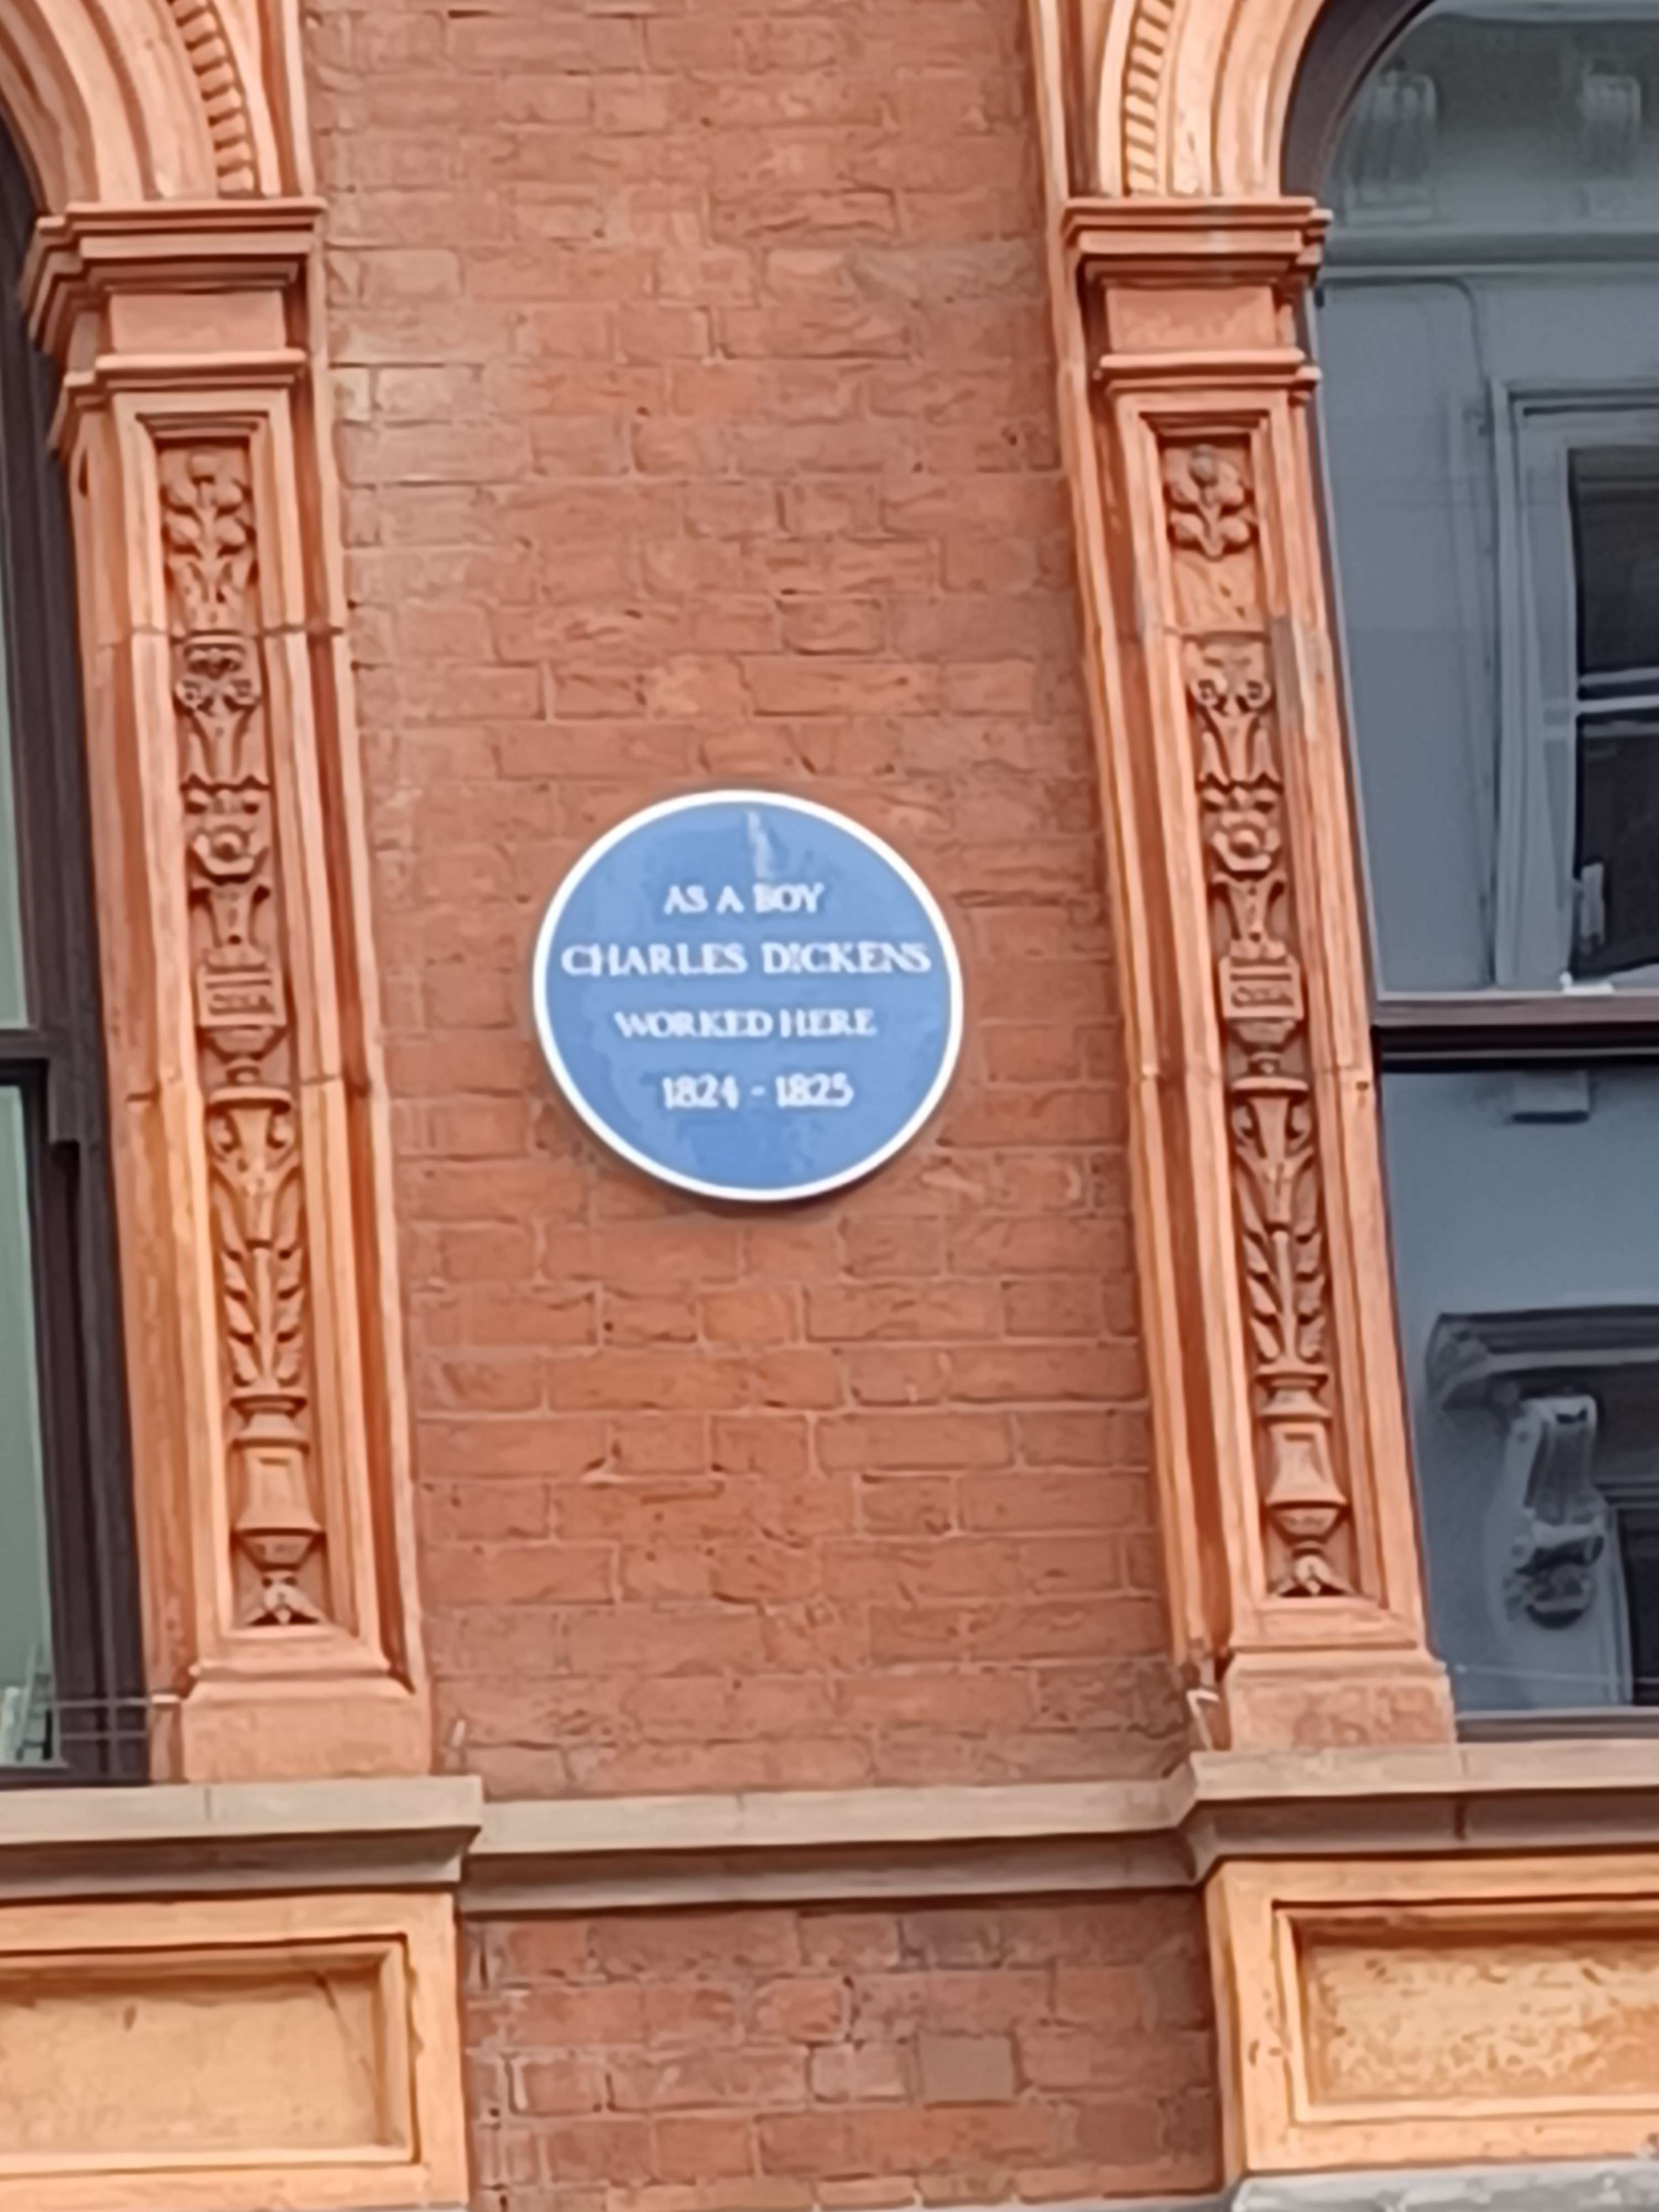 AS A BOY
CHARLES DICKENS
WORKED HERE
1824 - 1825